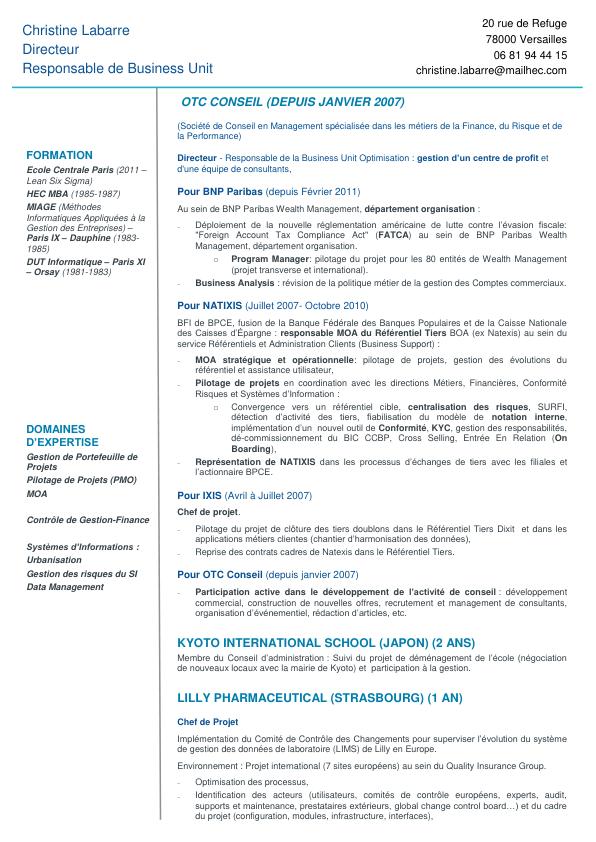 Christine Labarre
Directeur
Responsable de Business Unit
20 rue de Refuge
78000 Versailles
06 81 94 44 15
christine.labarre@mailhec.com
FORMATION
Ecole Centrale Paris (2011 –
Lean Six Sigma)
HEC MBA (1985-1987)
MIAGE (Méthodes
Informatiques Appliquées à la
Gestion des Entreprises) –
Paris IX – Dauphine (1983-
1985)
DUT Informatique – Paris XI
– Orsay (1981-1983)
DOMAINES
D'EXPERTISE
Gestion de Portefeuille de
Projets
Pilotage de Projets (PMO)
MOA
Contrôle de Gestion-Finance
Systèmes d'Informations :
Urbanisation
Gestion des risques du SI
Data Management
OTC CONSEIL (DEPUIS JANVIER 2007)
(Société de Conseil en Management spécialisée dans les métiers de la Finance, du Risque et de
la Performance)
Directeur - Responsable de la Business Unit Optimisation : gestion d'un centre de profit et
d'une équipe de consultants,
Pour BNP Paribas (depuis Février 2011)
Au sein de BNP Paribas Wealth Management, département organisation :
- Déploiement de la nouvelle réglementation américaine de lutte contre l'évasion fiscale:
"Foreign Account Tax Compliance Act" (FATCA) au sein de BNP Paribas Wealth
Management, département organisation.
o Program Manager: pilotage du projet pour les 80 entités de Wealth Management
(projet transverse et international).
- Business Analysis : révision de la politique métier de la gestion des Comptes commerciaux.
Pour NATIXIS (Juillet 2007- Octobre 2010)
BFI de BPCE, fusion de la Banque Fédérale des Banques Populaires et de la Caisse Nationale
des Caisses d'Épargne : responsable MOA du Référentiel Tiers BOA (ex Natexis) au sein du
service Référentiels et Administration Clients (Business Support) :
- MOA stratégique et opérationnelle: pilotage de projets, gestion des évolutions du
référentiel et assistance utilisateur,
- Pilotage de projets en coordination avec les directions Métiers, Financières, Conformité
Risques et Systèmes d'Information :
o Convergence vers un référentiel cible, centralisation des risques, SURFI,
détection d'activité des tiers, fiabilisation du modèle de notation interne,
implémentation d'un nouvel outil de Conformité, KYC, gestion des responsabilités,
dé-commissionement du BIC CCBP, Cross Selling, Entrée En Relation (On
Boarding),
- Représentation de NATIXIS dans les processus d'échanges de tiers avec les filiales et
l'actionnaire BPCE.
Pour IXIS (Avril à Juillet 2007)
Chef de projet.
- Pilotage du projet de clôture des tiers doublons dans le Référentiel Tiers Dixit et dans les
applications métiers clientes (chantier d'harmonisation des données),
- Reprise des contrats cadres de Natexis dans le Référentiel Tiers.
Pour OTC Conseil (depuis janvier 2007)
- Participation active dans le développement de l'activité de conseil : développement
commercial, construction de nouvelles offres, recrutement et management de consultants,
organisation d'événementiel, rédaction d'articles, etc.
KYOTO INTERNATIONAL SCHOOL (JAPON) (2 ANS)
Membre du Conseil d'administration : Suivi du projet de déménagement de l'école (négociation
de nouveaux locaux avec la mairie de Kyoto) et participation à la gestion.
LILLY PHARMACEUTICAL (STRASBOURG) (1 AN)
Chef de Projet
Implémentation du Comité de Contrôle des Changements pour superviser l'évolution du système
de gestion des données de laboratoire (LIMS) de Lilly en Europe.
Environnement : Projet international (7 sites européens) au sein du Quality Insurance Group.
- Optimisation des processus,
- Identification des acteurs (utilisateurs, comités de contrôle européens, experts, audit,
supports et maintenance, prestataires extérieurs, global change control board…) et du cadre
du projet (configuration, modules, infrastructure, interfaces),